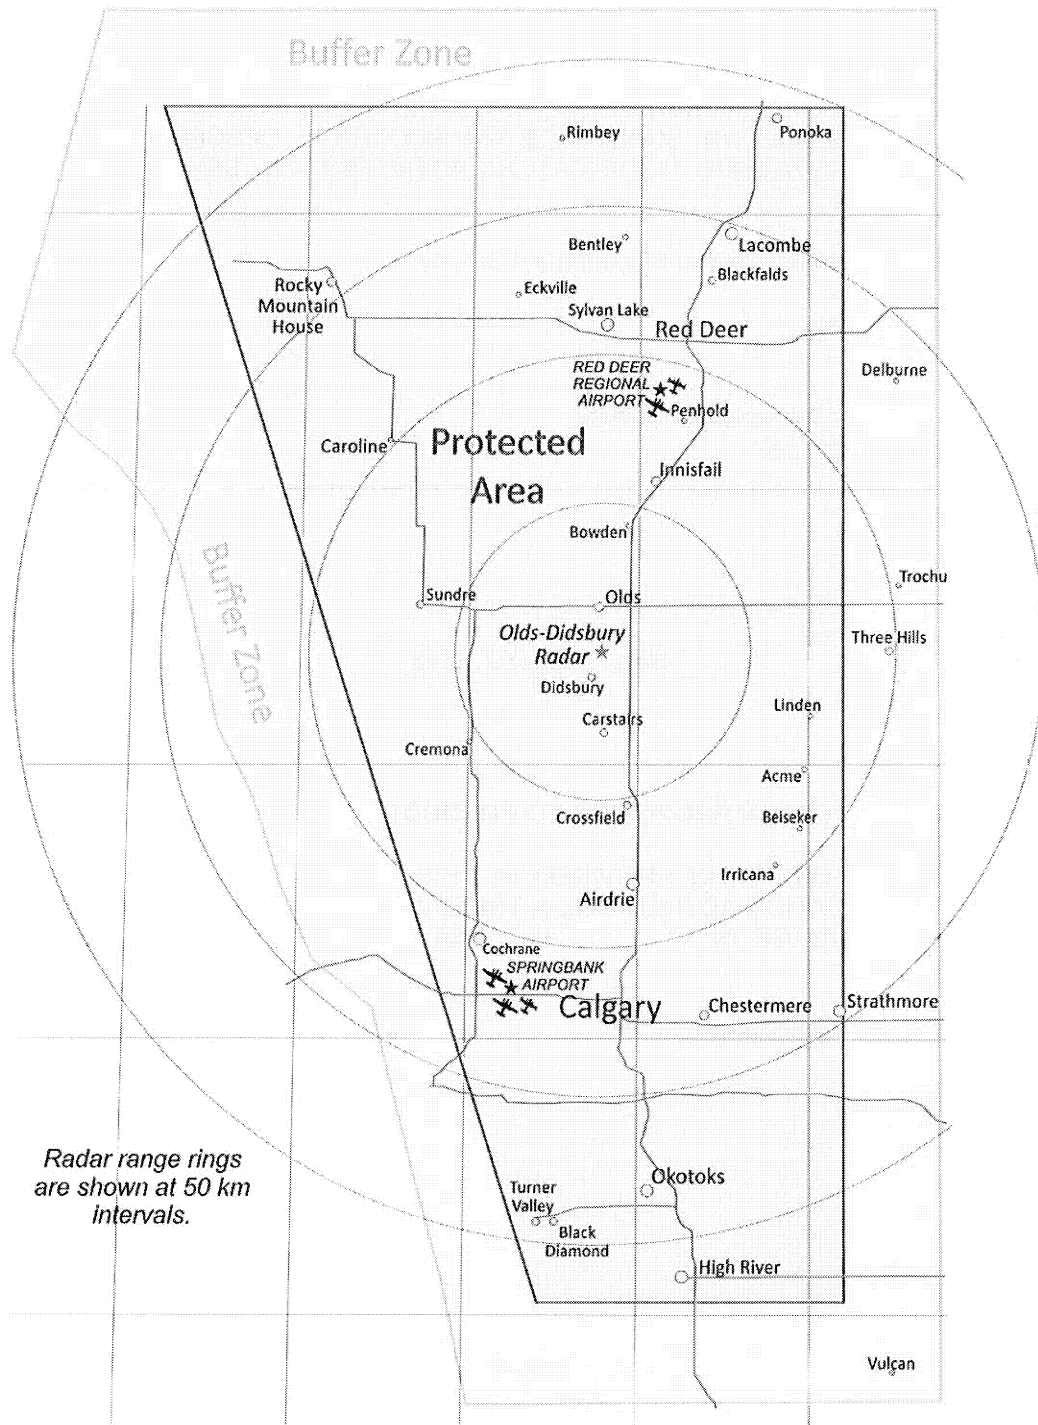 Buffer Zone
Rimbey
Ponoka
Bentley
Lacombe
Blackfalds
Rocky
Mountain
House
Eckville
Sylvan Lake
Red Deer
RED DEER
REGIONAL
AIRPORT
Delburne
Penhold
Caroline
Protected
Area
Innisfail
Bowden
Buffer Zone
Trochu
Sundre
Olds
Olds-Didsbury
Radar
Three Hills
Didsbury
Linden
Carstairs
Cremona
Acme
Crossfield
Beiseker
Irricana
Airdrie
Cochrane
SPRINGBANK
AIRPORT
Calgary
Chestermere
Strathmore
Radar range rings
are shown at 50 km
intervals.
Okotoks
Turner
Valley
Black
Diamond
High River
Vulcan